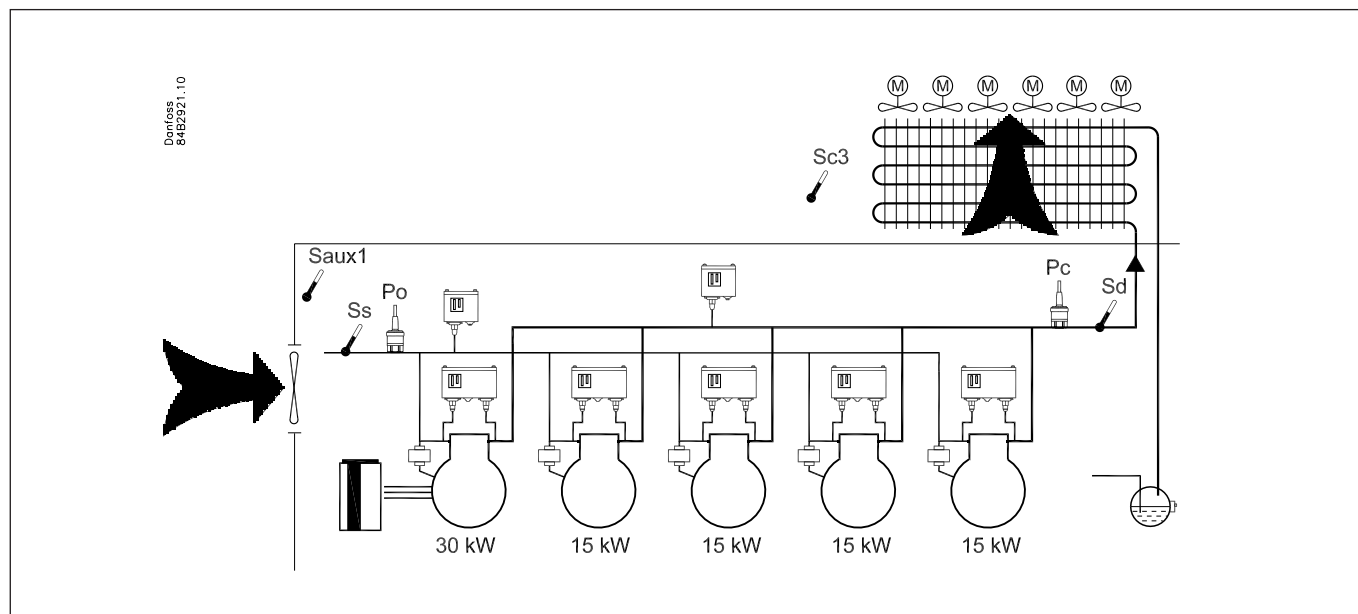 Danfoss
84B2921.10
M M M M M M
Sc3
Saux1
Ss
Po
Pc
Sd
30 kW
15 kW
15 kW
15 kW
15 kW